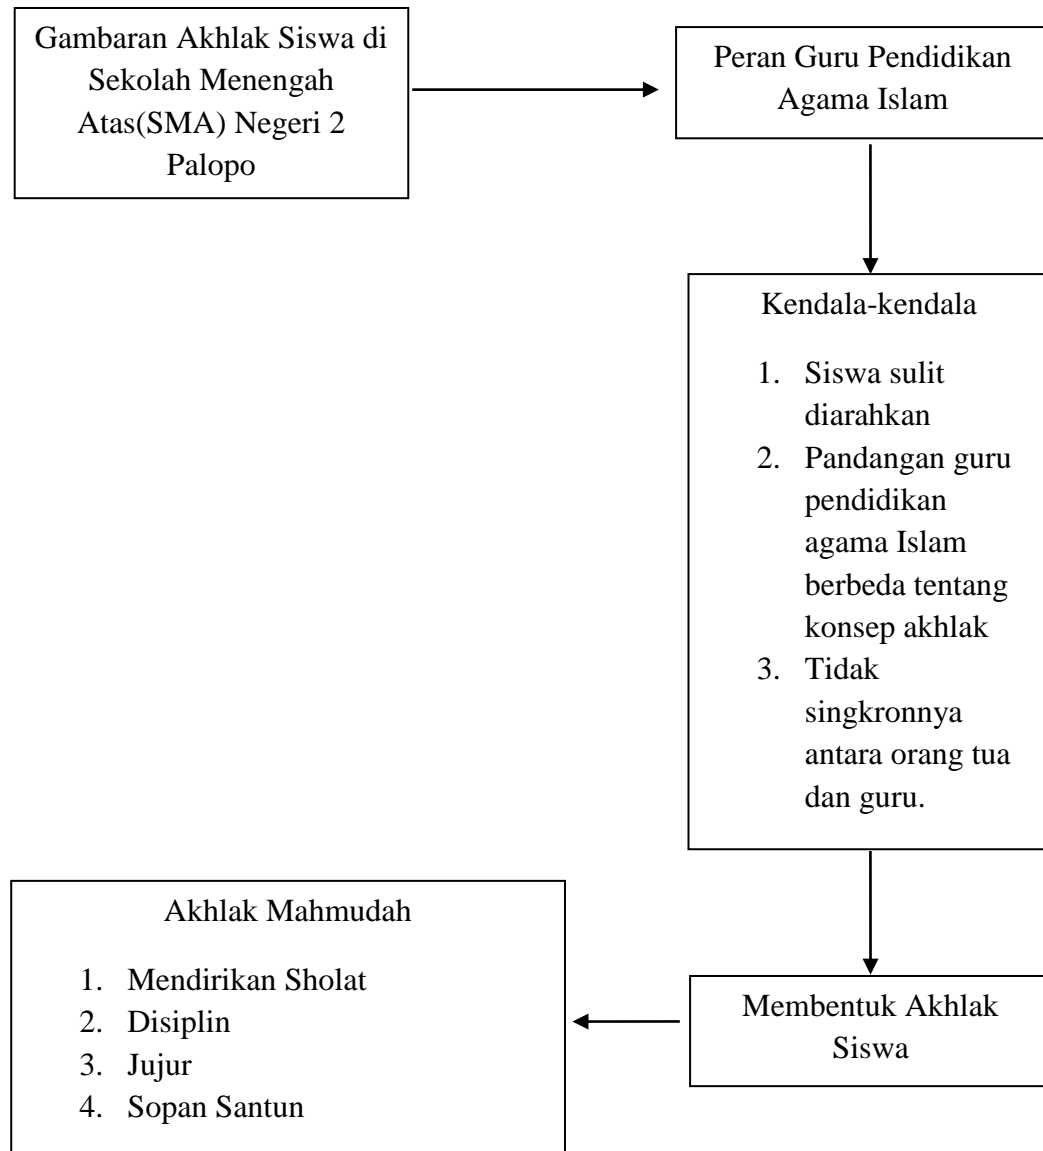 Gambaran Akhlak Siswa di
Sekolah Menengah
Atas(SMA) Negeri 2
Palopo
Peran Guru Pendidikan
Agama Islam
Kendala-kendala
1. Siswa sulit
diarahkan
2. Pandangan guru
pendidikan
agama Islam
berbeda tentang
konsep akhlak
3. Tidak
singkronnya
antara orang tua
dan guru.
Membentuk Akhlak
Siswa
Akhlak Mahmudah
1. Mendirikan Sholat
2. Disiplin
3. Jujur
4. Sopan Santun